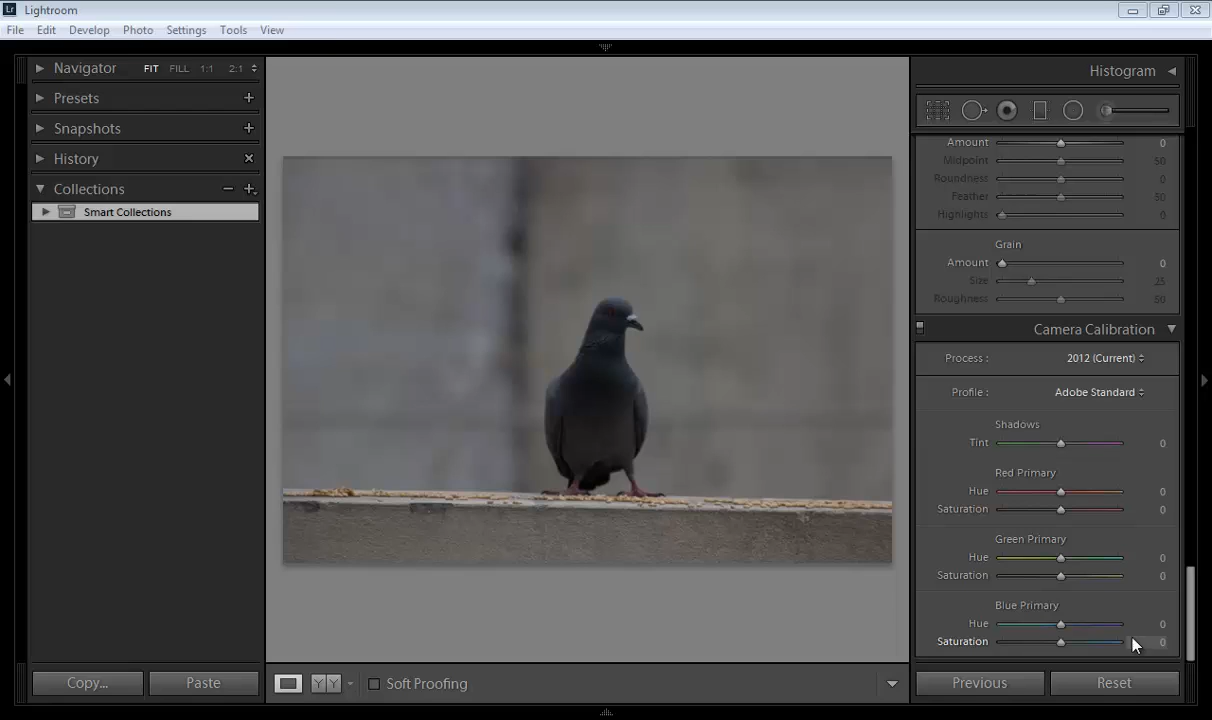 Lr Lightroom
File Edit Develop Photo Settings Tools View
Navigator FIT FILL 1:1 2:1
Presets
Snapshots
History
Collections
Smart Collections
Copy... Paste
Soft Proofing
Histogram
Amount 0
Midpoint 50
Roundness 0
Feather 50
Highlights 0
Grain
Amount 0
Size 25
Roughness 50
Camera Calibration
Process : 2012 (Current)
Profile : Adobe Standard
Shadows
Tint 0
Red Primary
Hue 0
Saturation 0
Green Primary
Hue 0
Saturation 0
Blue Primary
Hue 0
Saturation 0
Previous Reset